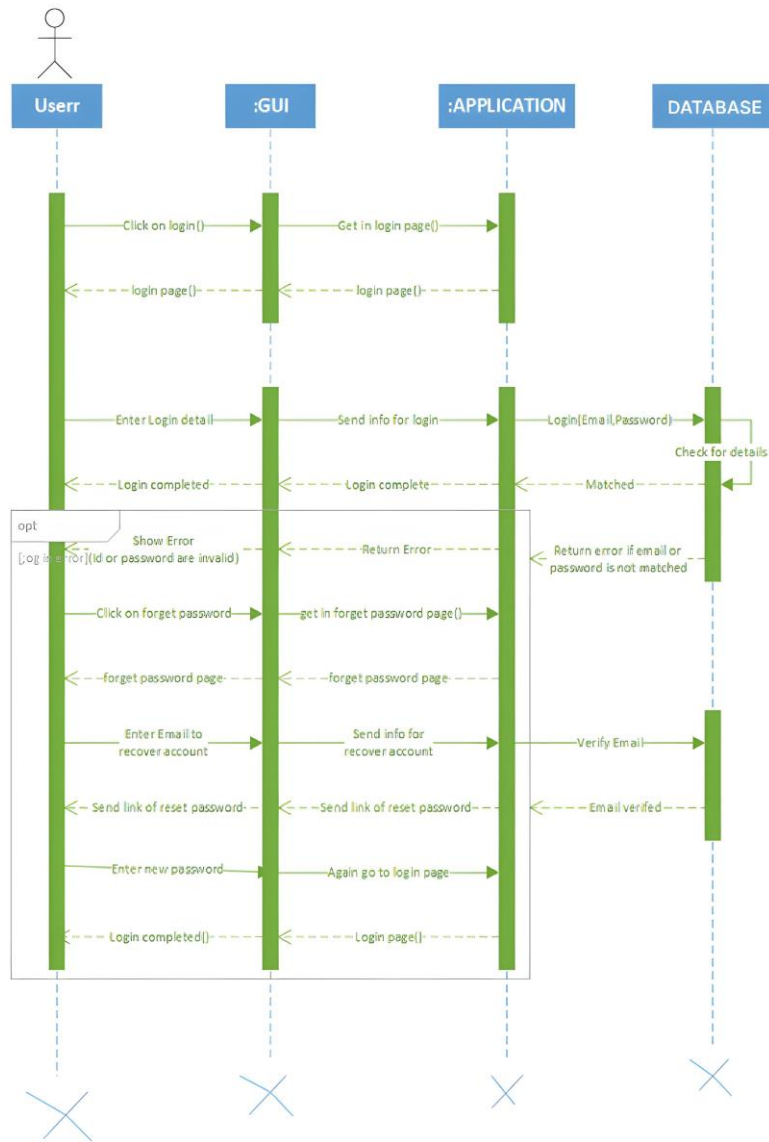 Userr
:GUI
:APPLICATION
DATABASE
Click on login()
Get in login page()
login page()
login page()
Enter Login detail
Send info for login
Login(Email,Password)
Check for details
Login completed
Login complete
Matched
opt
Show Error
[;og in error](Id or password are invalid)
Return Error
Return error if email or
password is not matched
Click on forget password
get in forget password page()
forget password page
forget password page
Enter Email to
recover account
Send info for
recover account
Verify Email
Send link of reset password
Send link of reset password
Email verifed
Enter new password
Again go to login page
Login completed()
Login page()